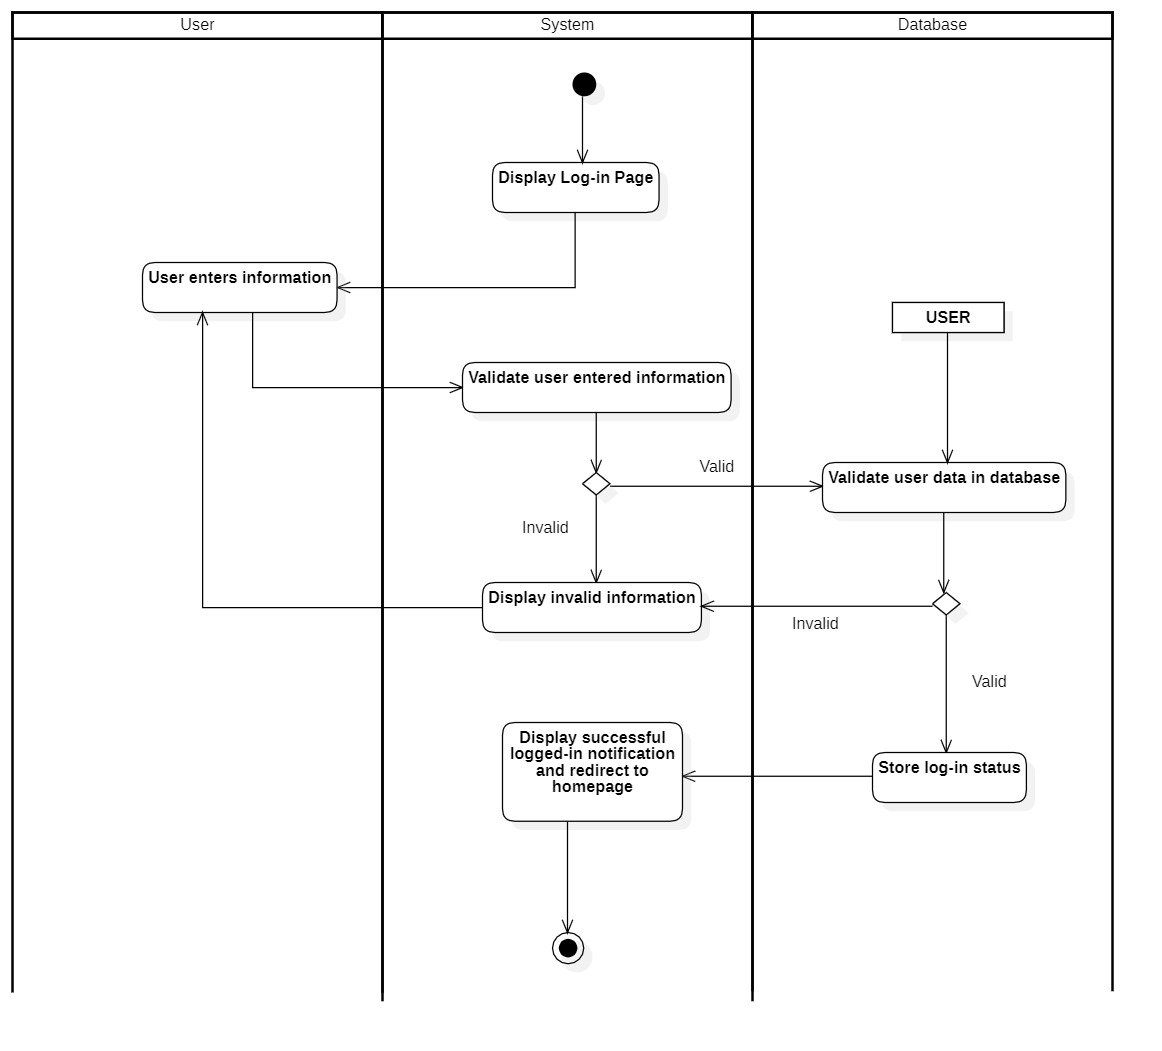 User
System
Database
Display Log-in Page
User enters information
USER
Validate user entered information
Valid
Validate user data in database
Invalid
Display invalid information
Invalid
Valid
Display successful
logged-in notification
and redirect to
homepage
Store log-in status